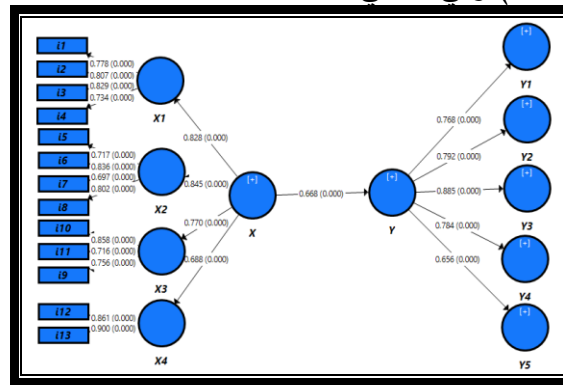 i1
i2
i3
i4
0.778 (0.000)
0.807 (0.000)
0.829 (0.000)
0.734 (0.000)
X1
i5
i6
i7
i8
0.717 (0.000)
0.836 (0.000)
0.697 (0.000)
0.802 (0.000)
X2
i10
i11
i9
0.858 (0.000)
0.716 (0.000)
0.756 (0.000)
X3
i12
i13
0.861 (0.000)
0.900 (0.000)
X4
0.828 (0.000)
0.845 (0.000)
0.770 (0.000)
0.688 (0.000)
[+]
X
0.668 (0.000)
[+]
Y
0.768 (0.000)
0.792 (0.000)
0.885 (0.000)
0.784 (0.000)
0.656 (0.000)
[+]
Y1
[+]
Y2
[+]
Y3
[+]
Y4
[+]
Y5